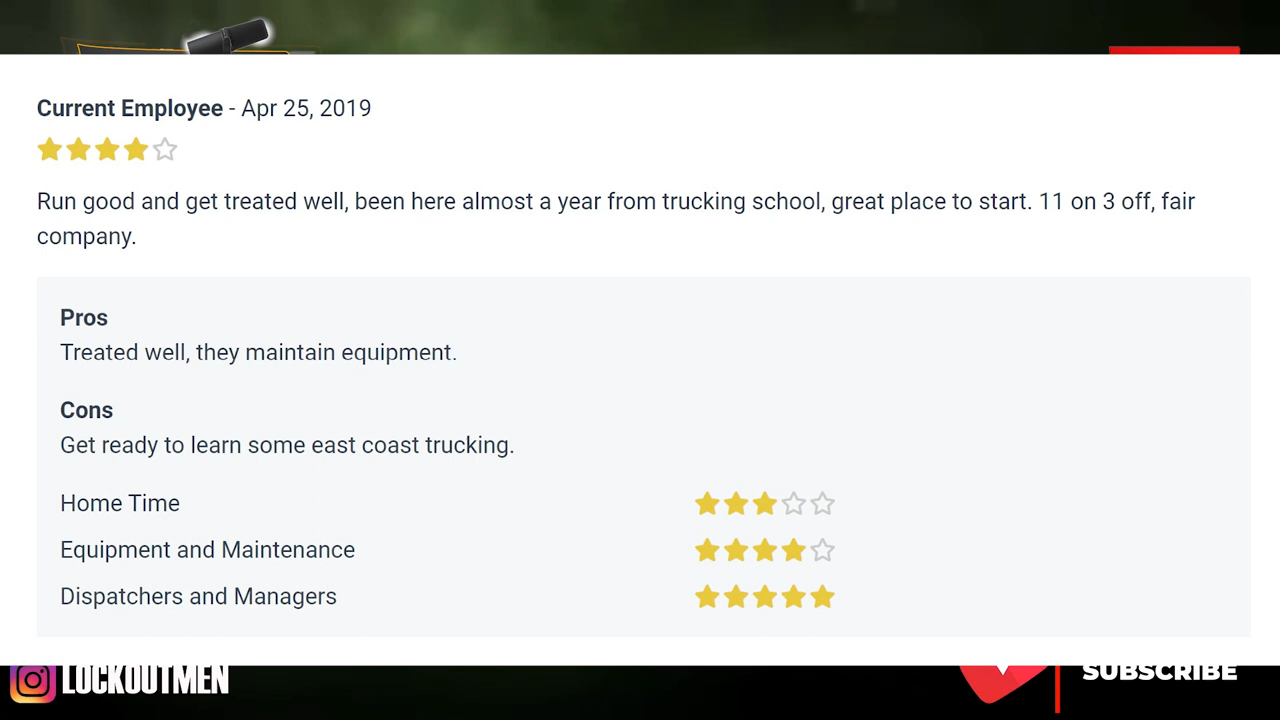 Current Employee - Apr 25, 2019
Run good and get treated well, been here almost a year from trucking school, great place to start. 11 on 3 off, fair
company.
Pros
Treated well, they maintain equipment.
Cons
Get ready to learn some east coast trucking.
Home Time
Equipment and Maintenance
Dispatchers and Managers
LOCKOUTMEN
SUBSCRIBE